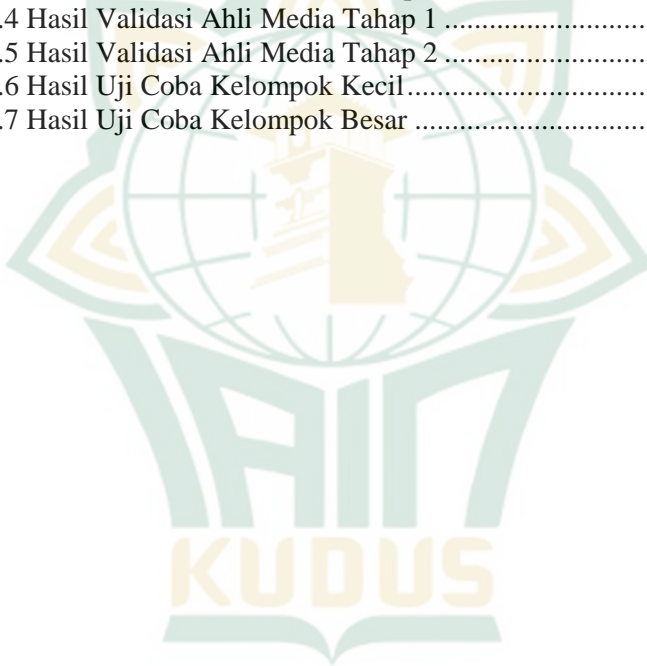 .4 Hasil Validasi Ahli Media Tahap 1 ............................
.5 Hasil Validasi Ahli Media Tahap 2 ............................
.6 Hasil Uji Coba Kelompok Kecil.................................
.7 Hasil Uji Coba Kelompok Besar ................................
IAIN
KUDUS